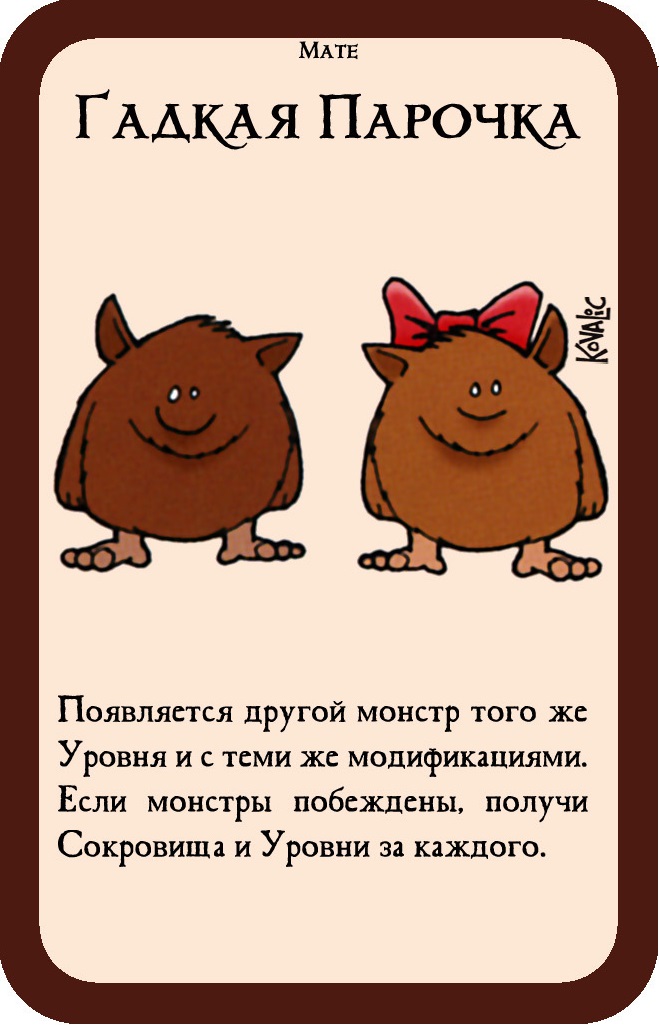 Mate
Гадкая Парочка
Kovalic
Появляется другой монстр того же
Уровня и с теми же модификациями.
Если монстры побеждены, получи
Сокровища и Уровни за каждого.